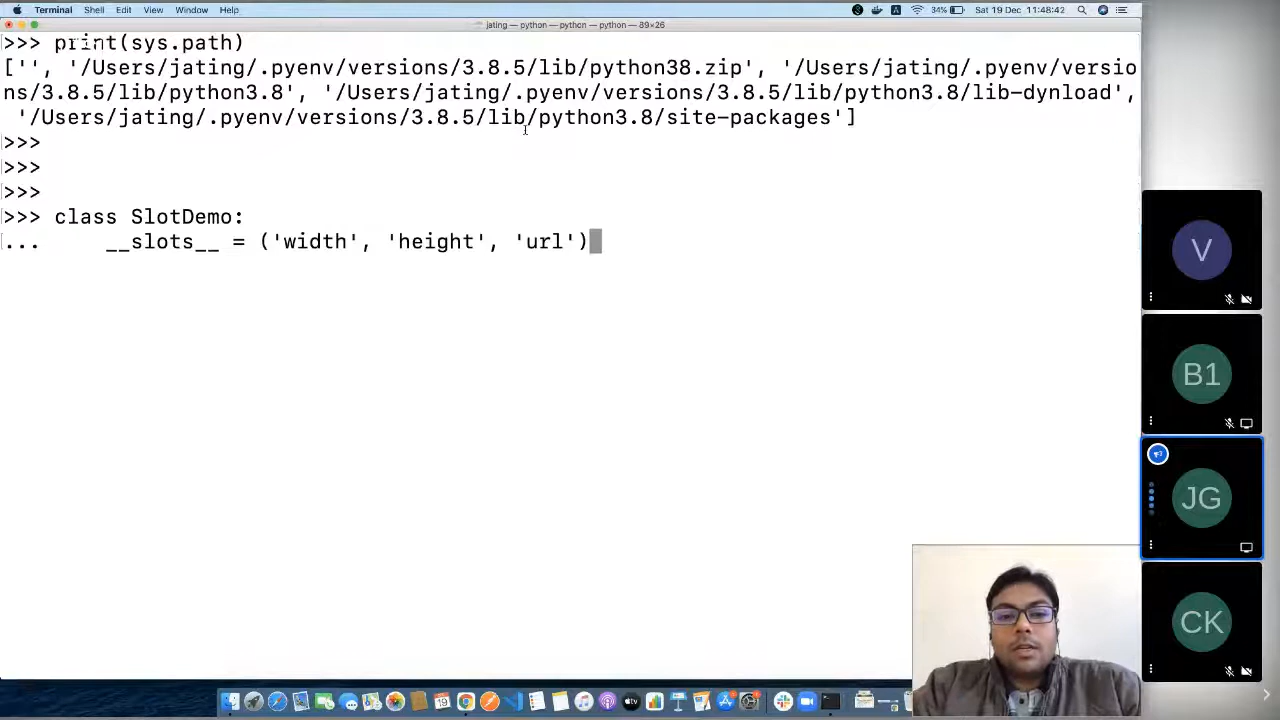 Terminal Shell Edit View Window Help
34% Sat 19 Dec 11:48:42
jating — python — python — python — 89×26
>>> print(sys.path)
['', '/Users/jating/.pyenv/versions/3.8.5/lib/python38.zip', '/Users/jating/.pyenv/versio
ns/3.8.5/lib/python3.8', '/Users/jating/.pyenv/versions/3.8.5/lib/python3.8/lib-dynload',
'/Users/jating/.pyenv/versions/3.8.5/lib/python3.8/site-packages']
>>>
>>>
>>>
>>> class SlotDemo:
... __slots__ = ('width', 'height', 'url')
V
B1
JG
CK